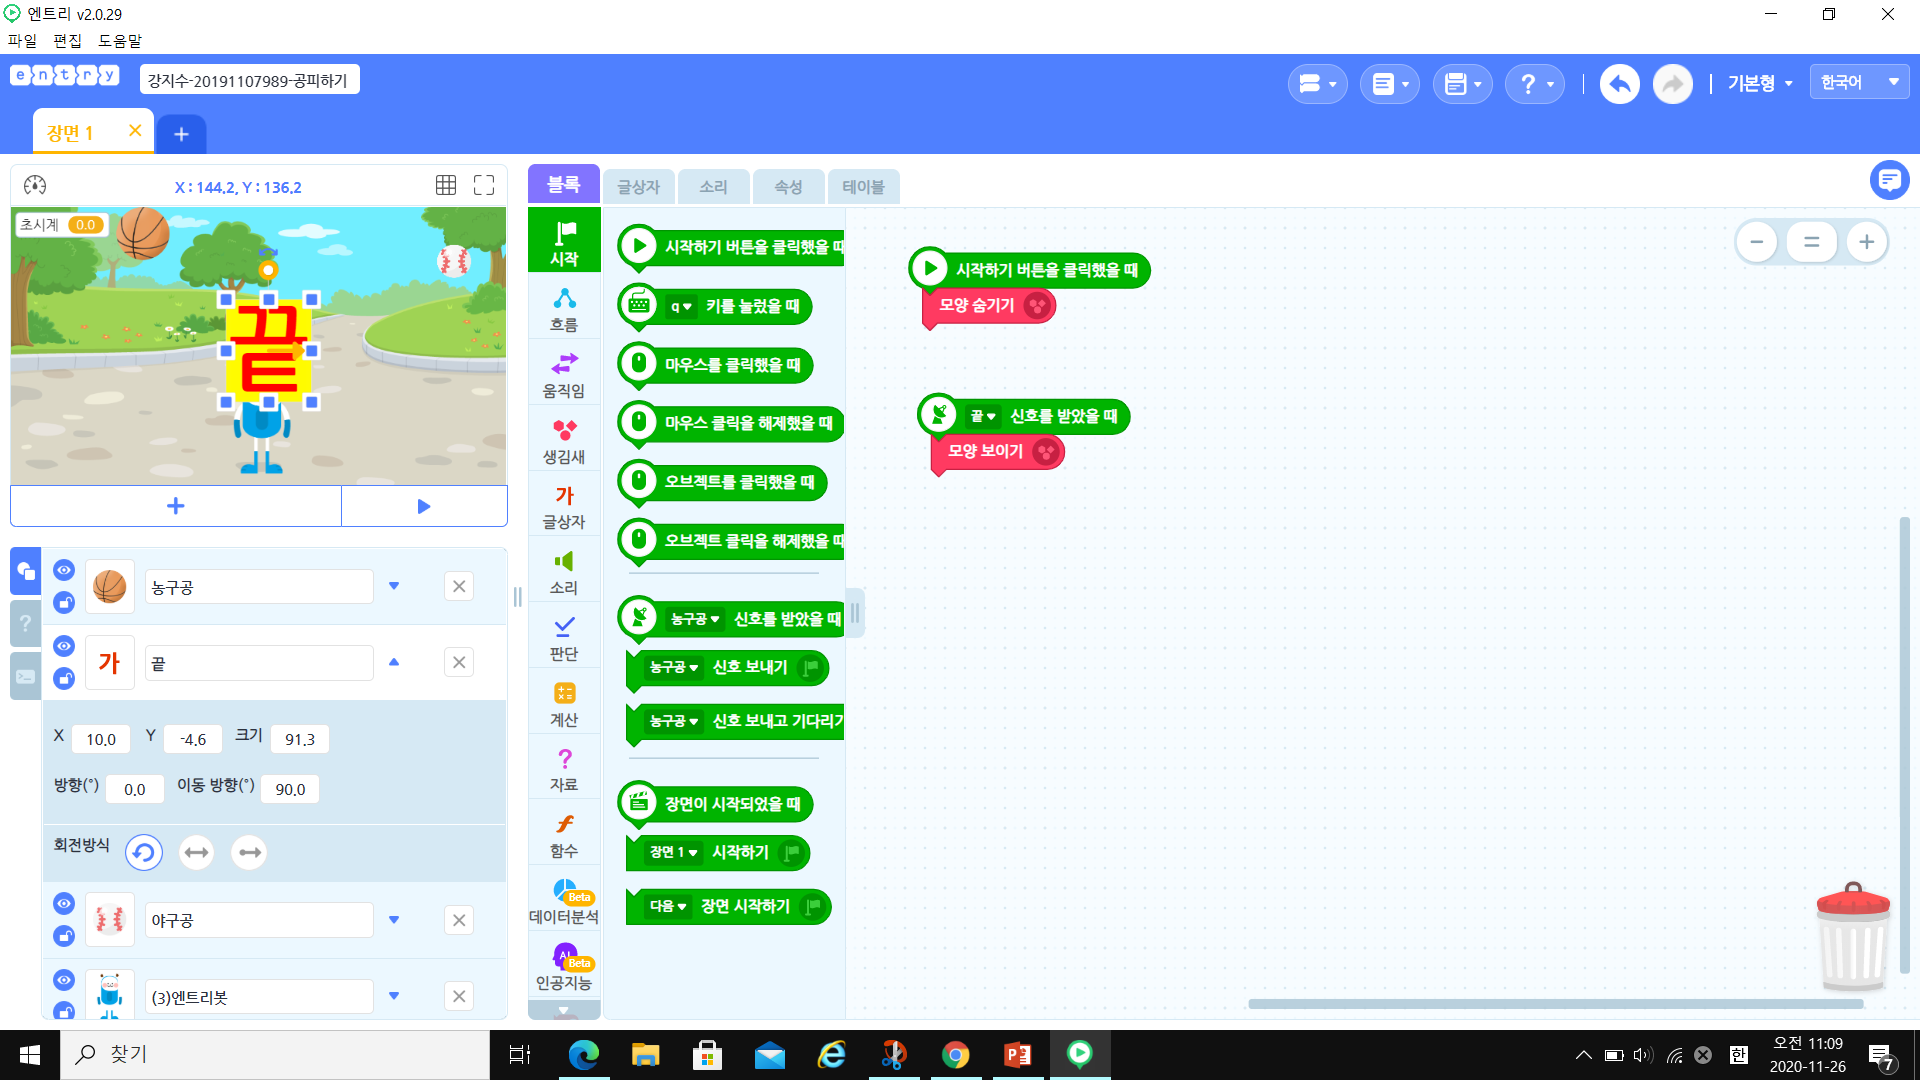 엔트리 v2.0.29
파일 편집 도움말
entry
강지수-20191107989-공피하기
기본형
한국어
장면 1
X : 144.2, Y : 136.2
초시계 0.0
끝
블록
글상자
소리
속성
테이블
시작
흐름
움직임
생김새
가
글상자
소리
판단
계산
?
자료
함수
Beta
데이터분석
AI
Beta
인공지능
시작하기 버튼을 클릭했을 때
q 키를 눌렀을 때
마우스를 클릭했을 때
마우스 클릭을 해제했을 때
오브젝트를 클릭했을 때
오브젝트 클릭을 해제했을 때
농구공 신호를 받았을 때
농구공 신호 보내기
농구공 신호 보내고 기다리기
장면이 시작되었을 때
장면 1 시작하기
다음 장면 시작하기
시작하기 버튼을 클릭했을 때
모양 숨기기
끝 신호를 받았을 때
모양 보이기
농구공
가
끝
X 10.0 Y -4.6 크기 91.3
방향(°) 0.0 이동 방향(°) 90.0
회전방식
야구공
(3)엔트리봇
찾기
한
오전 11:09
2020-11-26
7